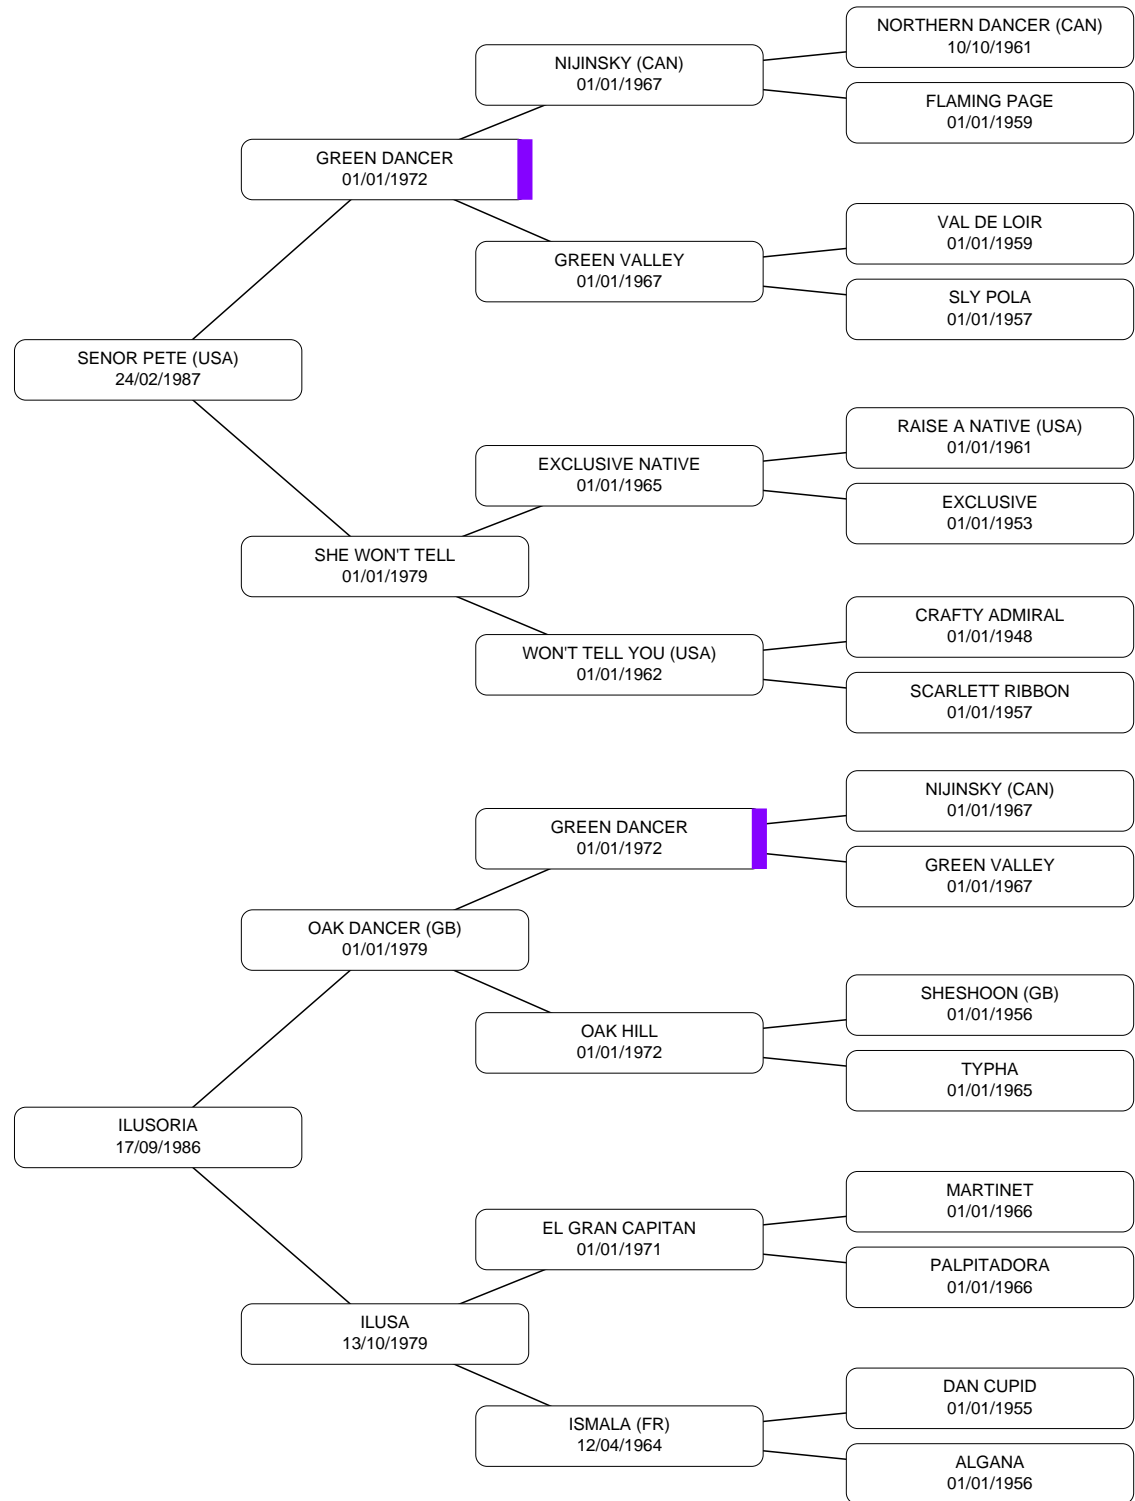 NORTHERN DANCER (CAN)
10/10/1961
NIJINSKY (CAN)
01/01/1967
FLAMING PAGE
01/01/1959
GREEN DANCER
01/01/1972
VAL DE LOIR
01/01/1959
GREEN VALLEY
01/01/1967
SLY POLA
01/01/1957
SENOR PETE (USA)
24/02/1987
RAISE A NATIVE (USA)
01/01/1961
EXCLUSIVE NATIVE
01/01/1965
EXCLUSIVE
01/01/1953
SHE WON'T TELL
01/01/1979
CRAFTY ADMIRAL
01/01/1948
WON'T TELL YOU (USA)
01/01/1962
SCARLETT RIBBON
01/01/1957
NIJINSKY (CAN)
01/01/1967
GREEN DANCER
01/01/1972
GREEN VALLEY
01/01/1967
OAK DANCER (GB)
01/01/1979
SHESHOON (GB)
01/01/1956
OAK HILL
01/01/1972
TYPHA
01/01/1965
ILUSORIA
17/09/1986
MARTINET
01/01/1966
EL GRAN CAPITAN
01/01/1971
PALPITADORA
01/01/1966
ILUSA
13/10/1979
DAN CUPID
01/01/1955
ISMALA (FR)
12/04/1964
ALGANA
01/01/1956